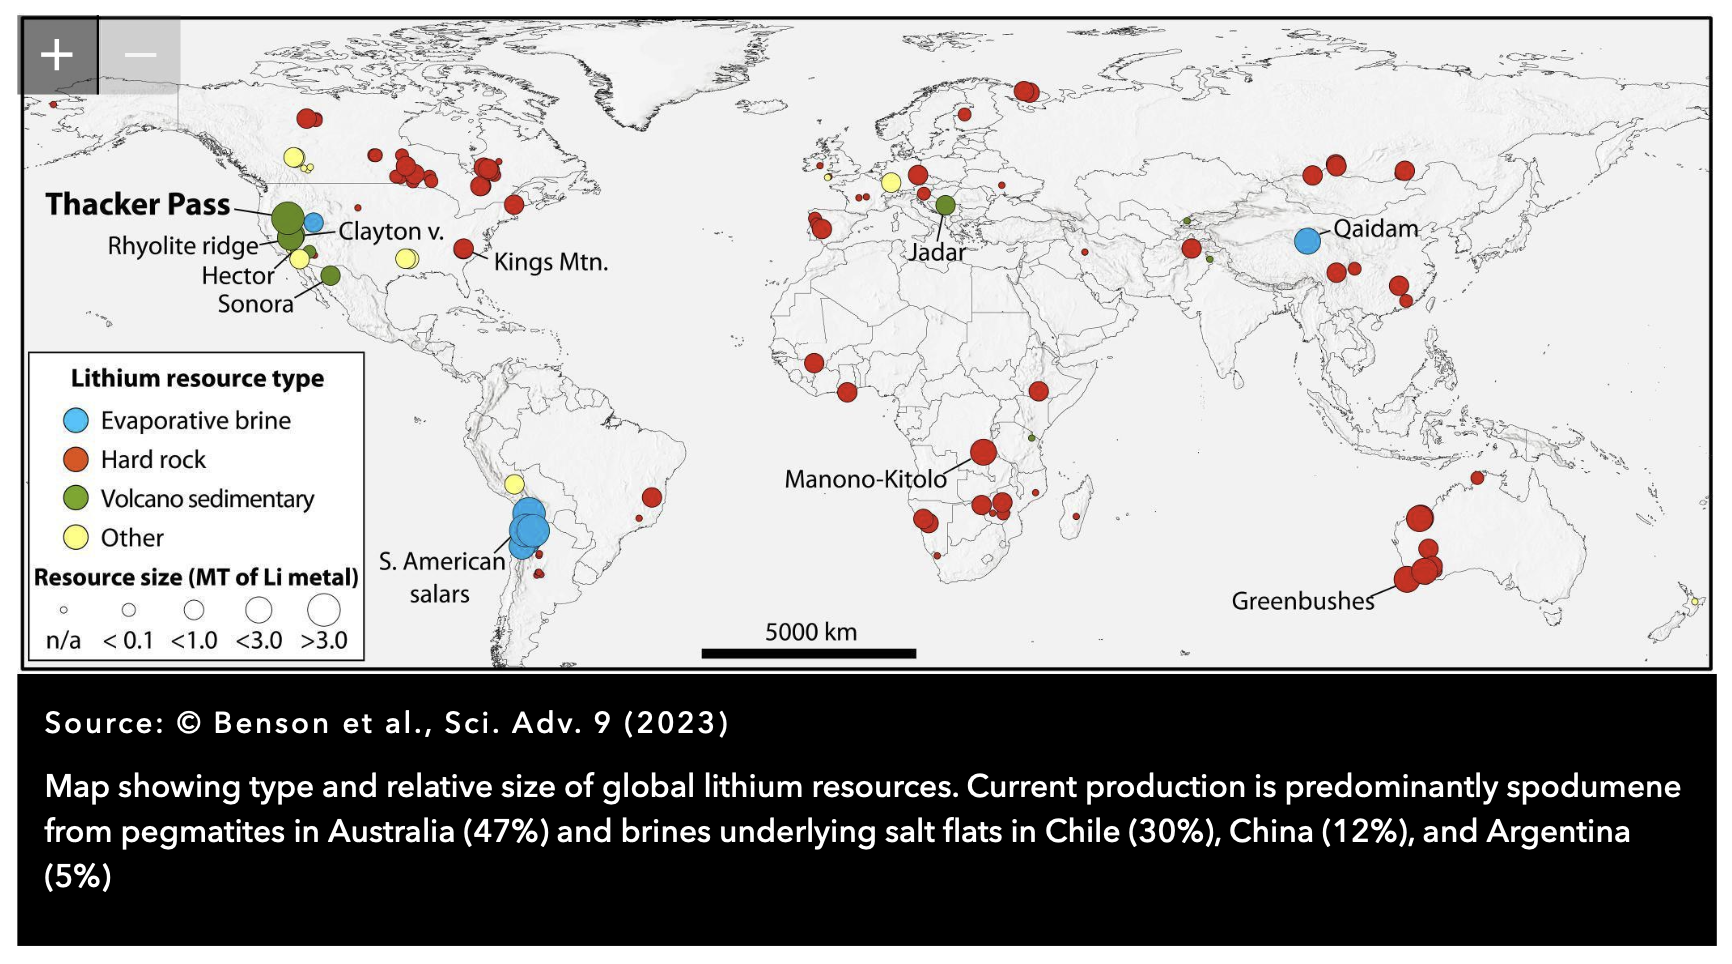 + −
Thacker Pass
Rhyolite ridge
Clayton v.
Hector
Kings Mtn.
Sonora
Jadar
Qaidam
Manono-Kitolo
S. American
salars
Greenbushes
Lithium resource type
Evaporative brine
Hard rock
Volcano sedimentary
Other
Resource size (MT of Li metal)
n/a < 0.1 <1.0 <3.0 >3.0
5000 km
Source: © Benson et al., Sci. Adv. 9 (2023)
Map showing type and relative size of global lithium resources. Current production is predominantly spodumene
from pegmatites in Australia (47%) and brines underlying salt flats in Chile (30%), China (12%), and Argentina
(5%)